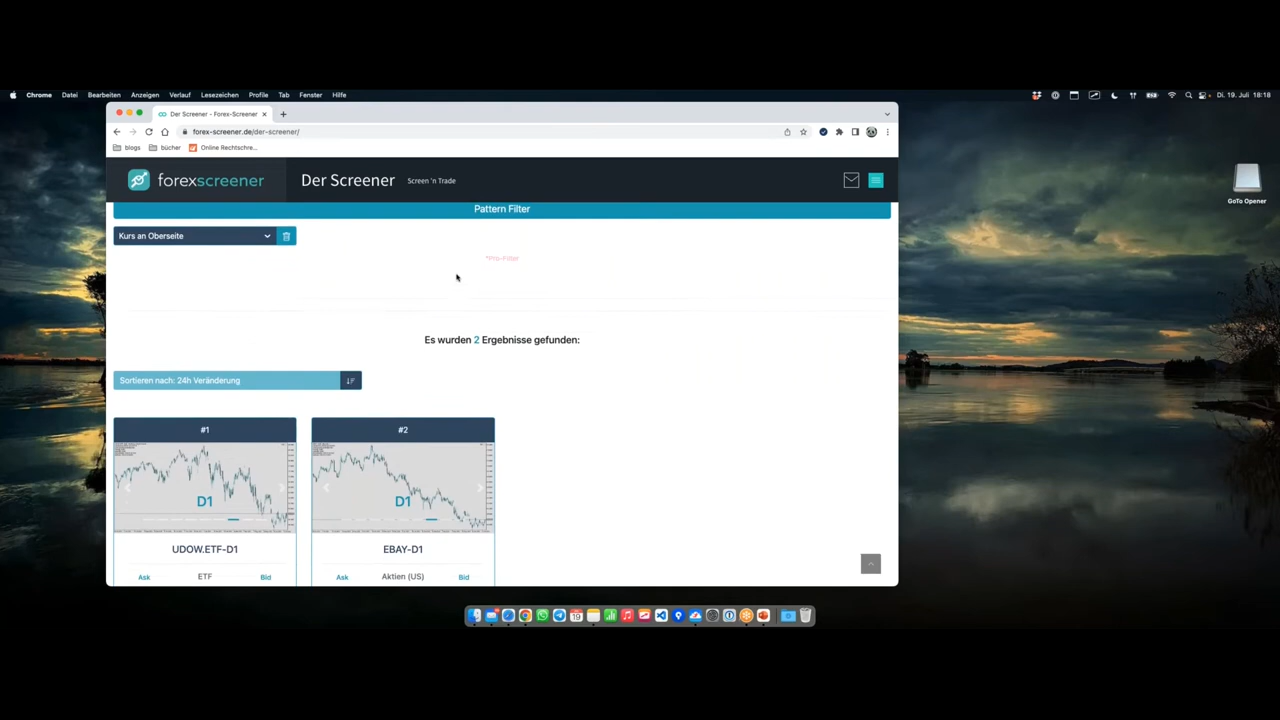 Chrome Datei Bearbeiten Anzeigen Verlauf Lesezeichen Profile Tab Fenster Hilfe
Di. 19. Juli 18:18
Der Screener - Forex-Screener
forex-screener.de/der-screener/
blogs bücher Online Rechtschre...
forexscreener
Der Screener Screen 'n Trade
GoTo Opener
Pattern Filter
Kurs an Oberseite
*Pro-Filter
Es wurden 2 Ergebnisse gefunden:
Sortieren nach: 24h Veränderung
#1 #2
D1 D1
UDOW.ETF-D1 EBAY-D1
Ask ETF Bid Ask Aktien (US) Bid